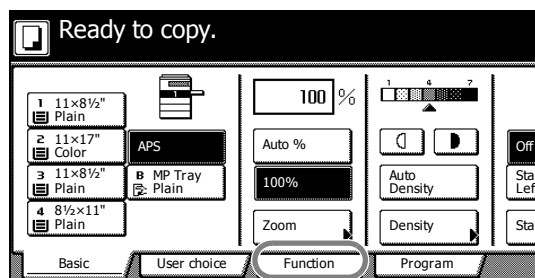 Ready to copy.
1 11×8½"
Plain
2 11×17"
Color
3 11×8½"
Plain
4 8½×11"
Plain
APS
B MP Tray
Plain
100 %
Auto %
100%
Zoom
1 4 7
Auto
Density
Density
Off
Sta
Lef
Sta
Basic
User choice
Function
Program